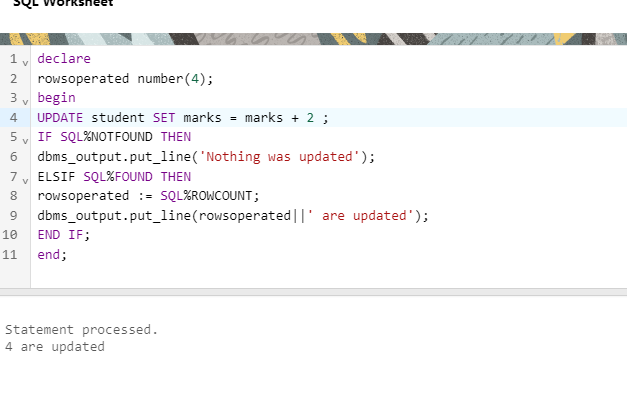 SQL Worksheet
1 declare
2 rowsoperated number(4);
3 begin
4 UPDATE student SET marks = marks + 2 ;
5 IF SQL%NOTFOUND THEN
6 dbms_output.put_line('Nothing was updated');
7 ELSIF SQL%FOUND THEN
8 rowsoperated := SQL%ROWCOUNT;
9 dbms_output.put_line(rowsoperated||' are updated');
10 END IF;
11 end;
Statement processed.
4 are updated